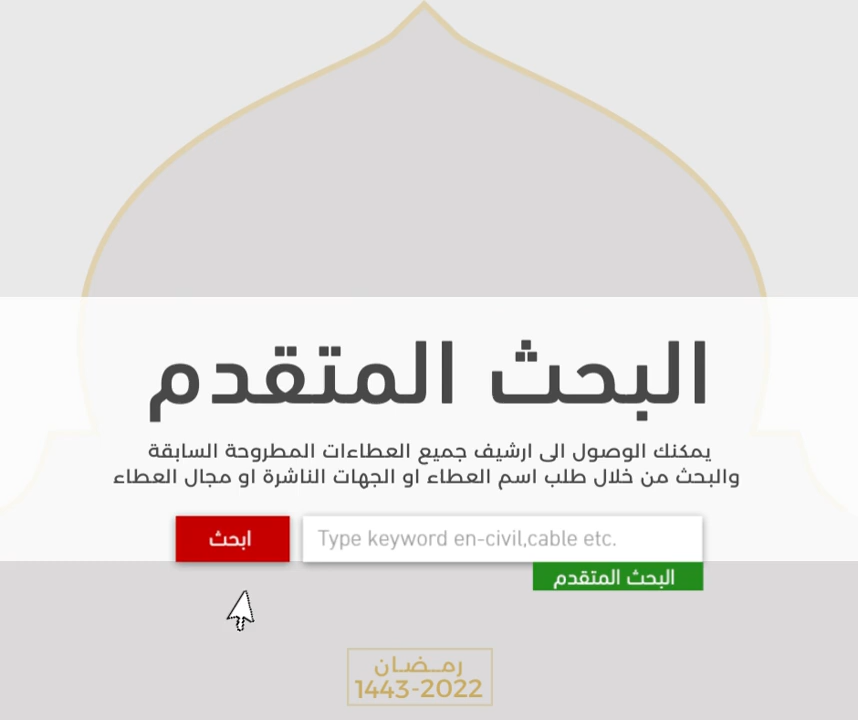 البحث المتقدم
يمكنك الوصول الى ارشيف جميع العطاءات المطروحة السابقة
والبحث من خلال طلب اسم العطاء او الجهات الناشرة او مجال العطاء
ابحث
Type keyword en-civil,cable etc.
البحث المتقدم
رمــضــان
1443-2022